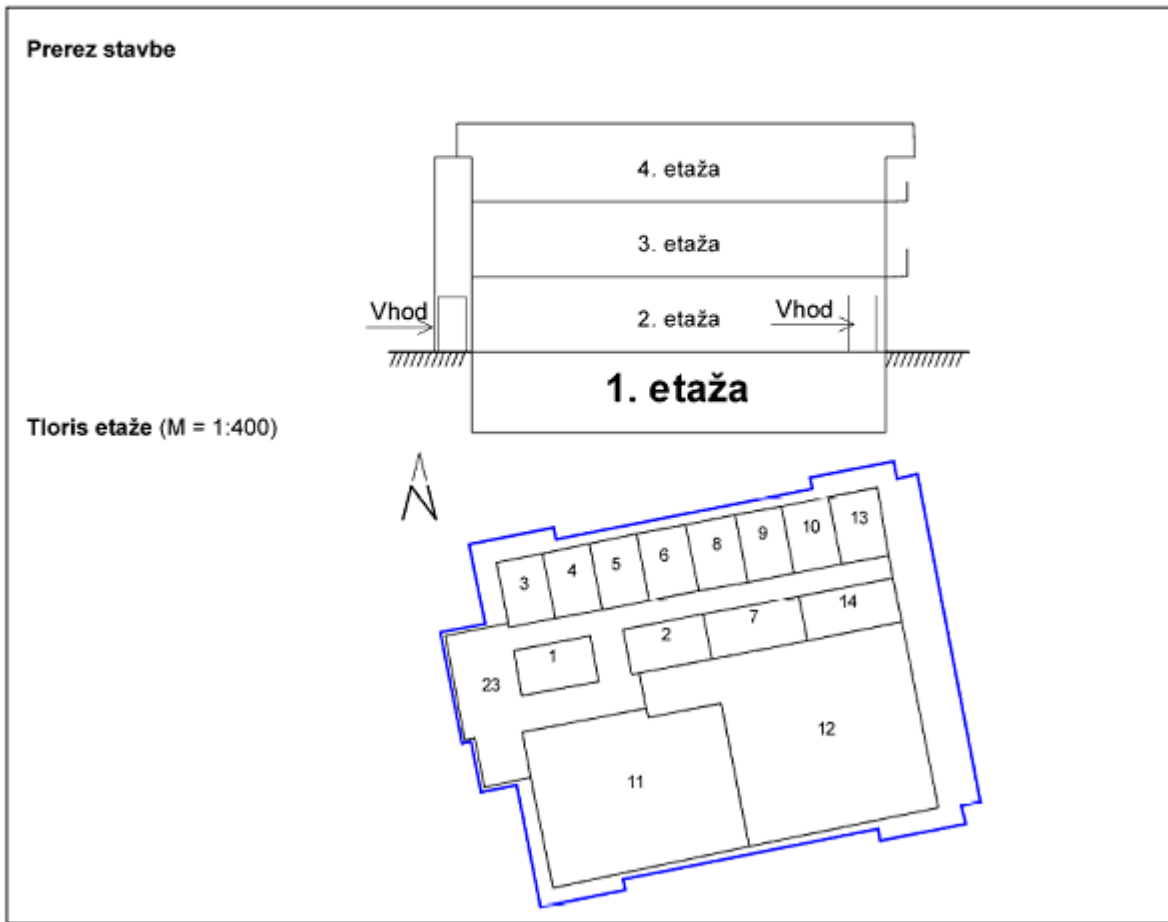 Prerez stavbe
4. etaža
3. etaža
Vhod
2. etaža
Vhod
1. etaža
Tloris etaže (M = 1:400)
N
3 4 5 6 8 9 10 13
1 2 7 14
23
12
11